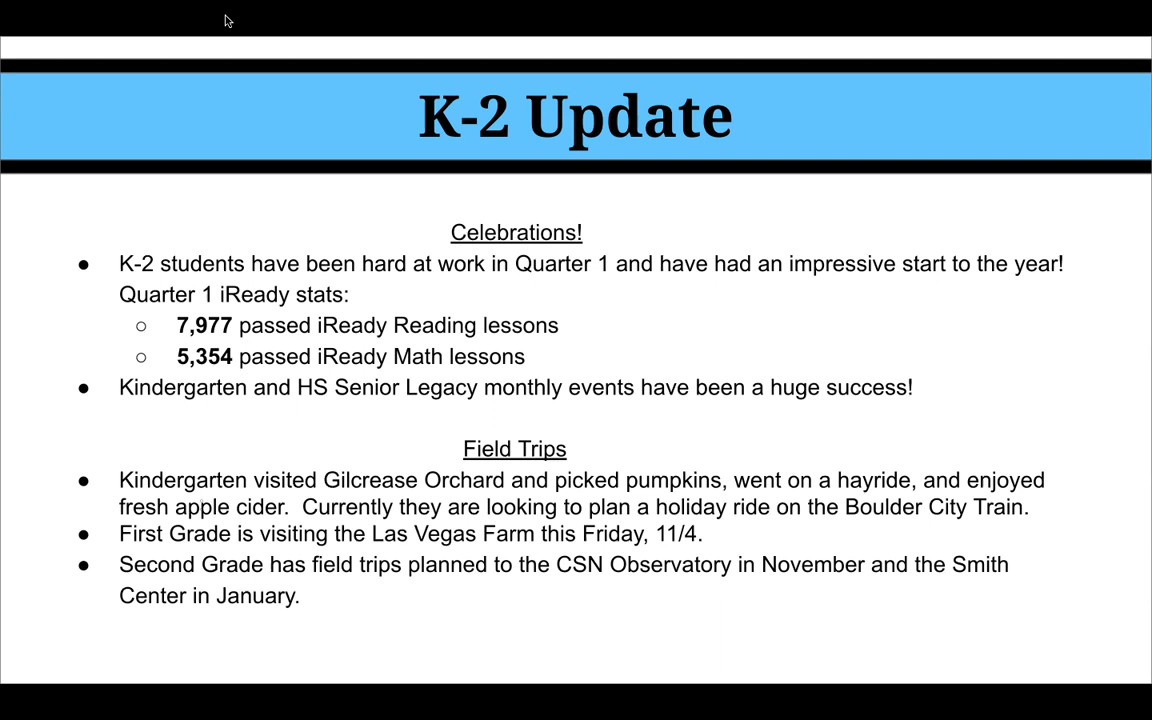 K-2 Update
Celebrations!
● K-2 students have been hard at work in Quarter 1 and have had an impressive start to the year!
Quarter 1 iReady stats:
○ 7,977 passed iReady Reading lessons
○ 5,354 passed iReady Math lessons
● Kindergarten and HS Senior Legacy monthly events have been a huge success!
Field Trips
● Kindergarten visited Gilcrease Orchard and picked pumpkins, went on a hayride, and enjoyed
fresh apple cider.  Currently they are looking to plan a holiday ride on the Boulder City Train.
● First Grade is visiting the Las Vegas Farm this Friday, 11/4.
● Second Grade has field trips planned to the CSN Observatory in November and the Smith
Center in January.